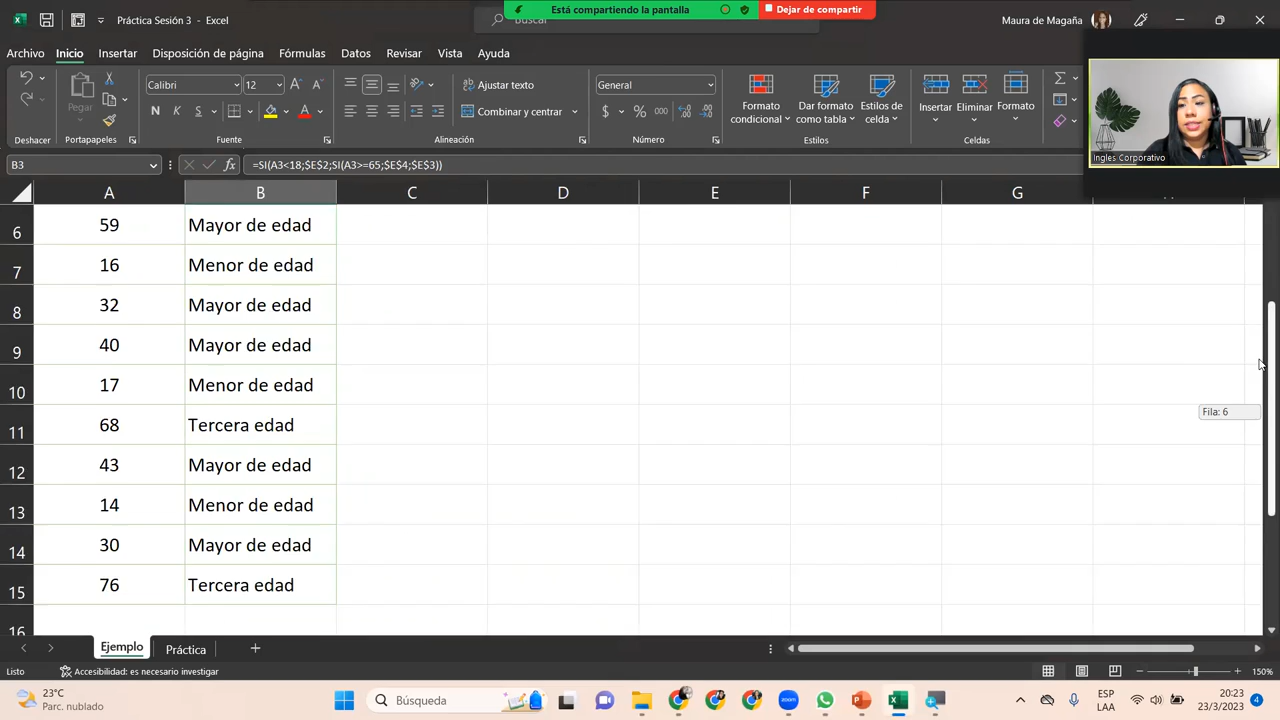 Práctica Sesión 3 - Excel
Está compartiendo la pantalla
Dejar de compartir
Buscar
Maura de Magaña
Archivo
Inicio
Insertar
Disposición de página
Fórmulas
Datos
Revisar
Vista
Ayuda
Pegar
Calibri
12
N
K
S
A
Ajustar texto
Combinar y centrar
General
$ % 000
Formato condicional
Dar formato como tabla
Estilos de celda
Insertar
Eliminar
Formato
Deshacer
Portapapeles
Fuente
Alineación
Número
Estilos
Celdas
Ingles Corporativo
B3
fx
=SI(A3<18;$E$2;SI(A3>=65;$E$4;$E$3))
A B C D E F G
6 59 Mayor de edad
7 16 Menor de edad
8 32 Mayor de edad
9 40 Mayor de edad
10 17 Menor de edad
11 68 Tercera edad
12 43 Mayor de edad
13 14 Menor de edad
14 30 Mayor de edad
15 76 Tercera edad
16
Fila: 6
Ejemplo
Práctica
Listo
Accesibilidad: es necesario investigar
150%
23°C
Parc. nublado
Búsqueda
zoom
ESP
LAA
20:23
23/3/2023
4